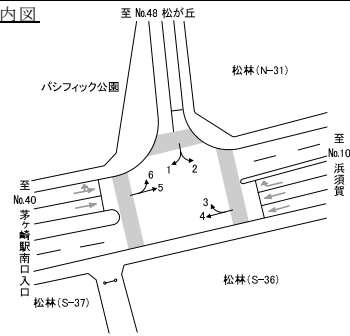 内図
至 No.48 松が丘
松林(N-31)
パシフィック公園
至
No.10
浜須賀
1
2
6
5
3
4
至
No.40
茅ヶ崎駅南口入口
松林(S-36)
松林(S-37)